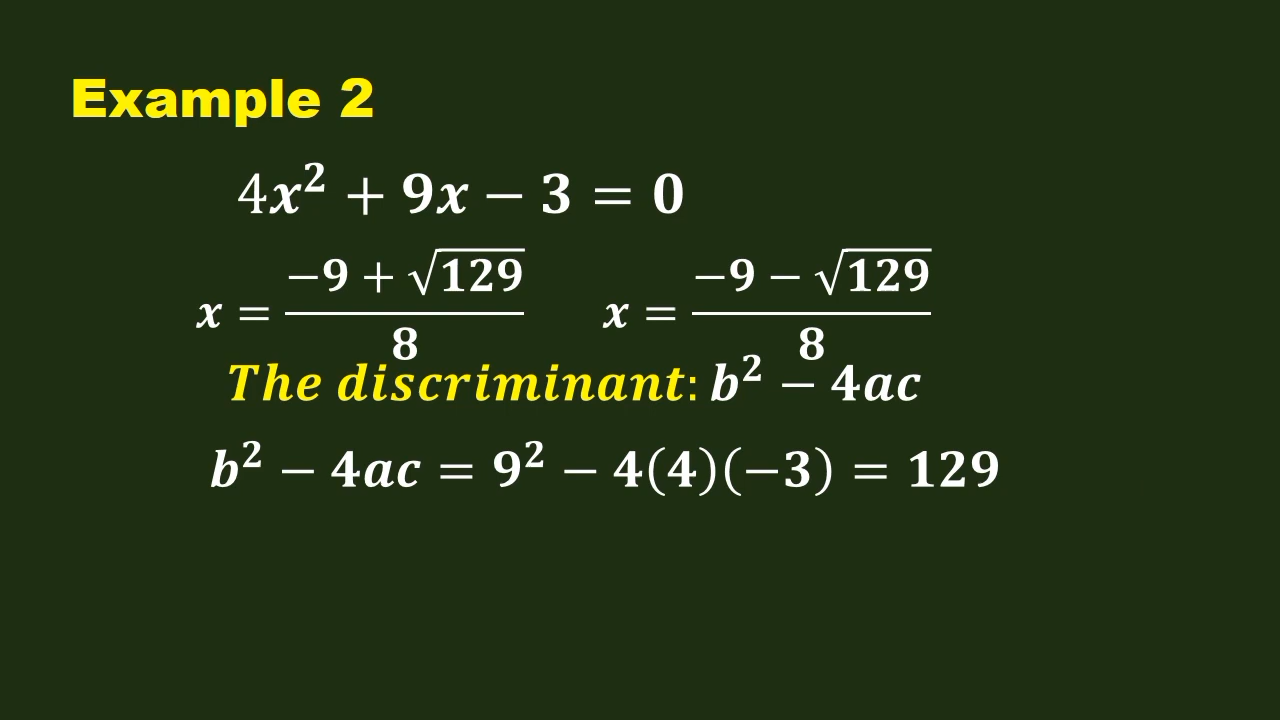 Example 2
4x² + 9x − 3 = 0
x = (−9 + √129)/8   x = (−9 − √129)/8
The discriminant: b² − 4ac
b² − 4ac = 9² − 4(4)(−3) = 129